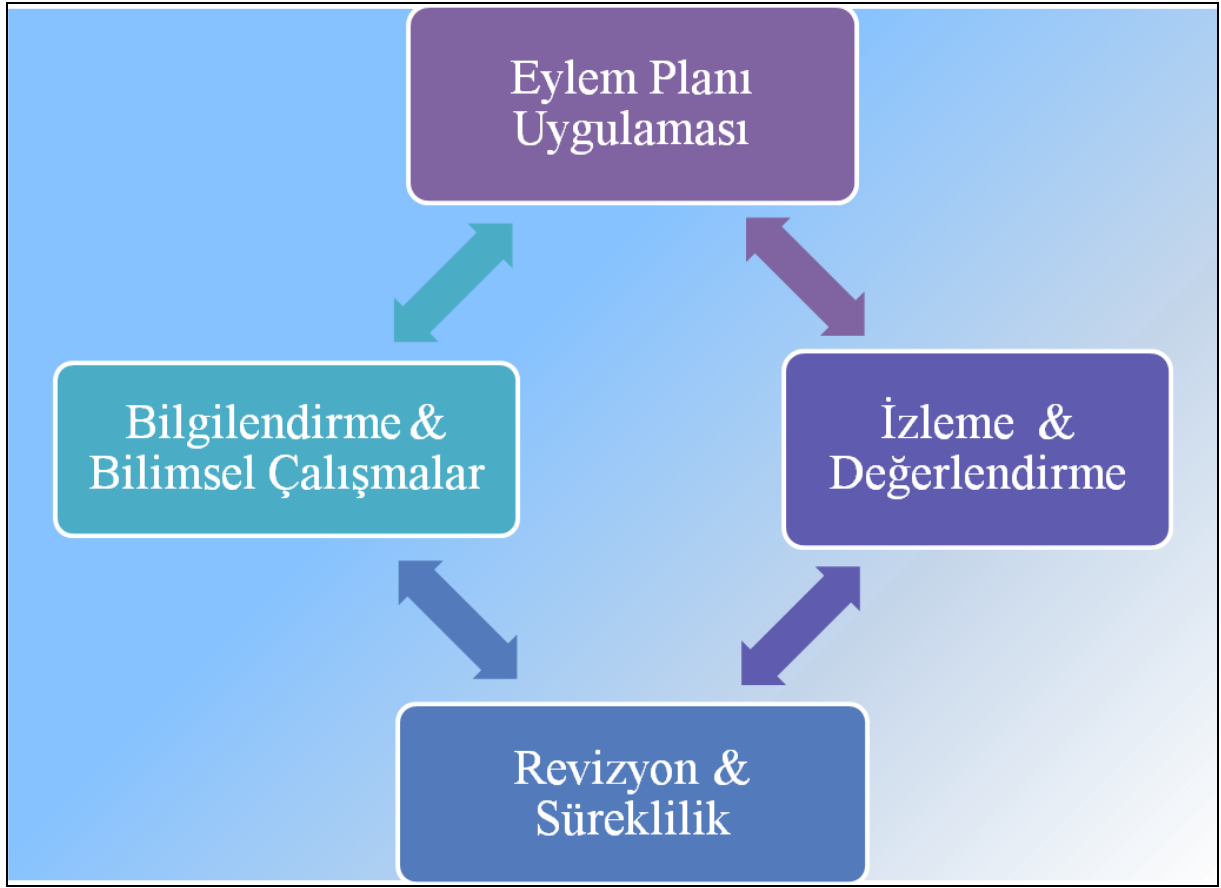 Eylem Planı
Uygulaması
Bilgilendirme &
Bilimsel Çalışmalar
İzleme &
Değerlendirme
Revizyon &
Süreklilik